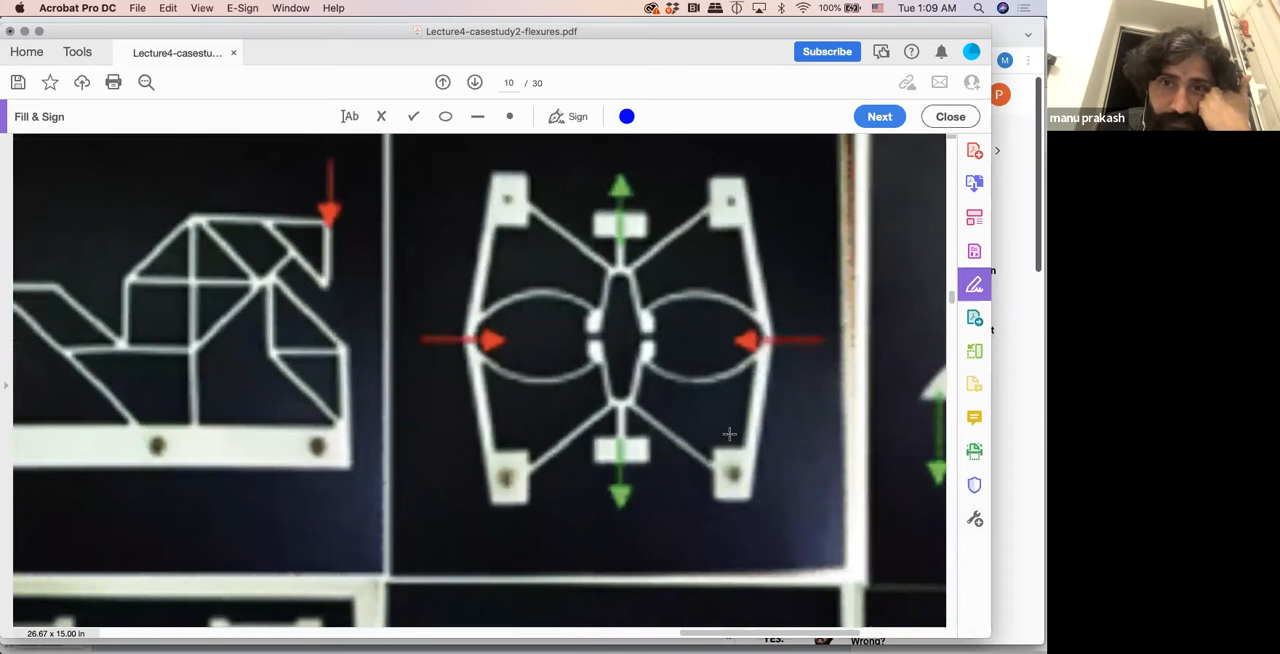 Acrobat Pro DC File Edit View E-Sign Window Help 100% Tue 1:09 AM
Lecture4-casestudy2-flexures.pdf
Home Tools Lecture4-casestu... × Subscribe
10 / 30
M
Fill & Sign Ab Sign Next Close
P
manu prakash
26.67 x 15.00 in
YES.
Wrong?